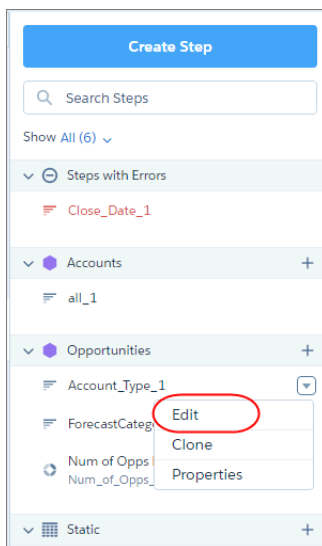 Create Step
Search Steps
Show All (6)
Steps with Errors
Close_Date_1
Accounts
all_1
Opportunities
Account_Type_1
Edit
ForecastCateg
Clone
Num of Opps
Num_of_Opps_
Properties
Static